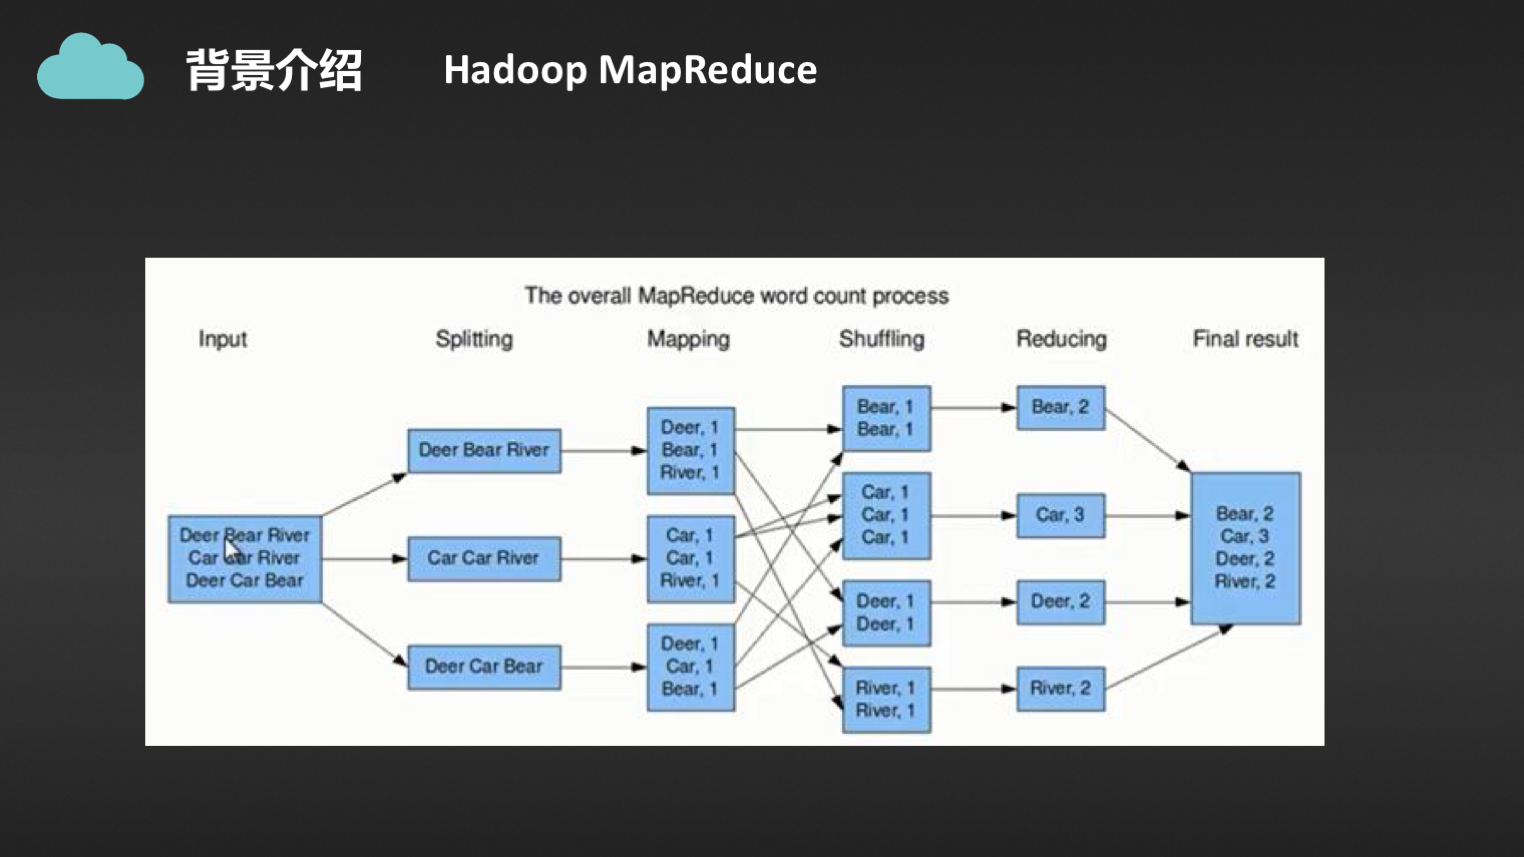 背景介绍 Hadoop MapReduce
The overall MapReduce word count process
Input Splitting Mapping Shuffling Reducing Final result
Deer Bear River
Car Car River
Deer Car Bear
Deer Bear River
Car Car River
Deer Car Bear
Deer, 1
Bear, 1
River, 1
Car, 1
Car, 1
River, 1
Deer, 1
Car, 1
Bear, 1
Bear, 1
Bear, 1
Car, 1
Car, 1
Car, 1
Deer, 1
Deer, 1
River, 1
River, 1
Bear, 2
Car, 3
Deer, 2
River, 2
Bear, 2
Car, 3
Deer, 2
River, 2